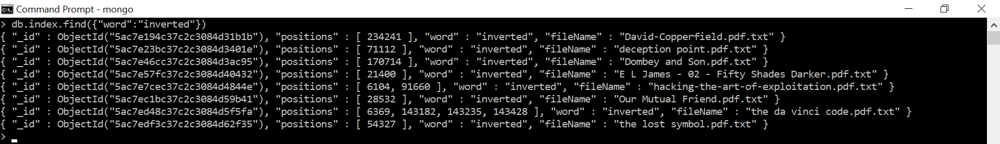 Command Prompt - mongo
> db.index.find({"word":"inverted"})
{ "_id" : ObjectId("5ac7e194c37c2c3084d31b1b"), "positions" : [ 234241 ], "word" : "inverted", "fileName" : "David-Copperfield.pdf.txt" }
{ "_id" : ObjectId("5ac7e23bc37c2c3084d3401e"), "positions" : [ 71112 ], "word" : "inverted", "fileName" : "deception point.pdf.txt" }
{ "_id" : ObjectId("5ac7e46cc37c2c3084d3ac95"), "positions" : [ 170714 ], "word" : "inverted", "fileName" : "Dombey and Son.pdf.txt" }
{ "_id" : ObjectId("5ac7e57fc37c2c3084d40432"), "positions" : [ 21400 ], "word" : "inverted", "fileName" : "E L James - 02 - Fifty Shades Darker.pdf.txt" }
{ "_id" : ObjectId("5ac7e7cec37c2c3084d4844e"), "positions" : [ 6104, 91660 ], "word" : "inverted", "fileName" : "hacking-the-art-of-exploitation.pdf.txt" }
{ "_id" : ObjectId("5ac7ec1bc37c2c3084d59b41"), "positions" : [ 28532 ], "word" : "inverted", "fileName" : "Our Mutual Friend.pdf.txt" }
{ "_id" : ObjectId("5ac7ed48c37c2c3084d5f5fa"), "positions" : [ 6369, 143182, 143235, 143428 ], "word" : "inverted", "fileName" : "the da vinci code.pdf.txt" }
{ "_id" : ObjectId("5ac7edf3c37c2c3084d62f35"), "positions" : [ 54327 ], "word" : "inverted", "fileName" : "the lost symbol.pdf.txt" }
>